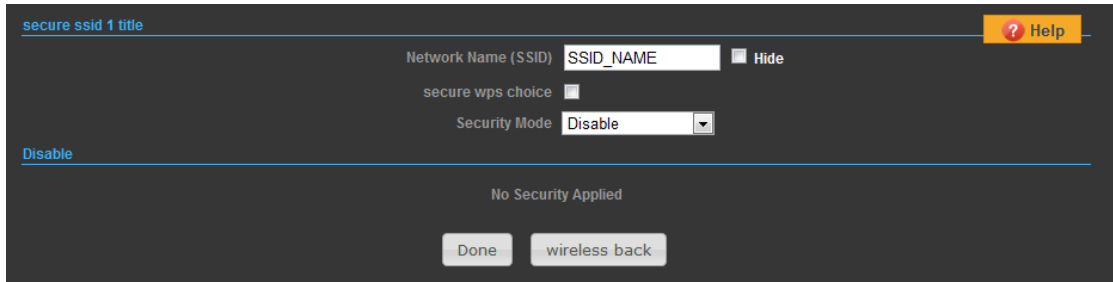 secure ssid 1 title
? Help
Network Name (SSID) SSID_NAME Hide
secure wps choice
Security Mode Disable
Disable
No Security Applied
Done wireless back